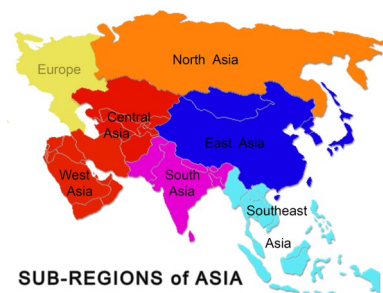 North Asia
Europe
Central
Asia
East Asia
West
Asia
South
Asia
Southeast
Asia
SUB-REGIONS of ASIA